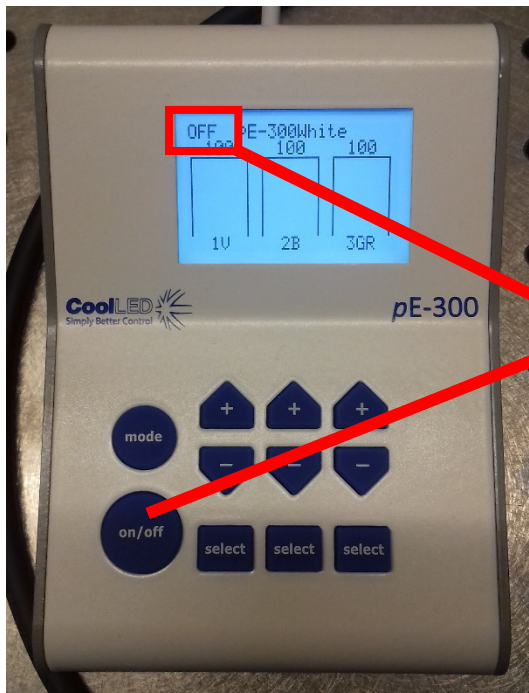 OFF pE-300White
100 100 100
1V 2B 3GR
CoolLED
Simply Better Control
pE-300
+ + +
mode
- - -
on/off
select select select